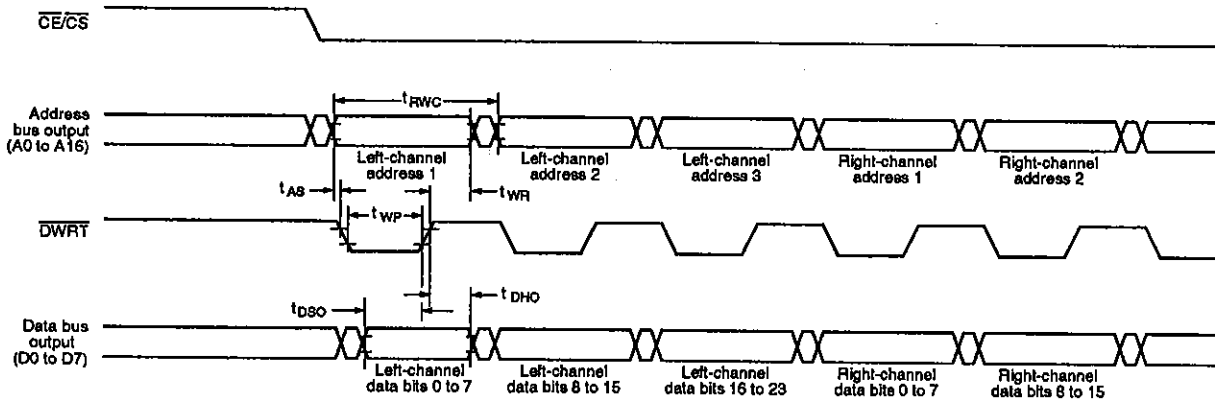 CE/CS
Address
bus output
(A0 to A16)
tRWC
Left-channel
address 1
Left-channel
address 2
Left-channel
address 3
Right-channel
address 1
Right-channel
address 2
tAS
tWR
tWP
DWRT
tDSO
tDHO
Data bus
output
(D0 to D7)
Left-channel
data bits 0 to 7
Left-channel
data bits 8 to 15
Left-channel
data bits 16 to 23
Right-channel
data bits 0 to 7
Right-channel
data bits 8 to 15